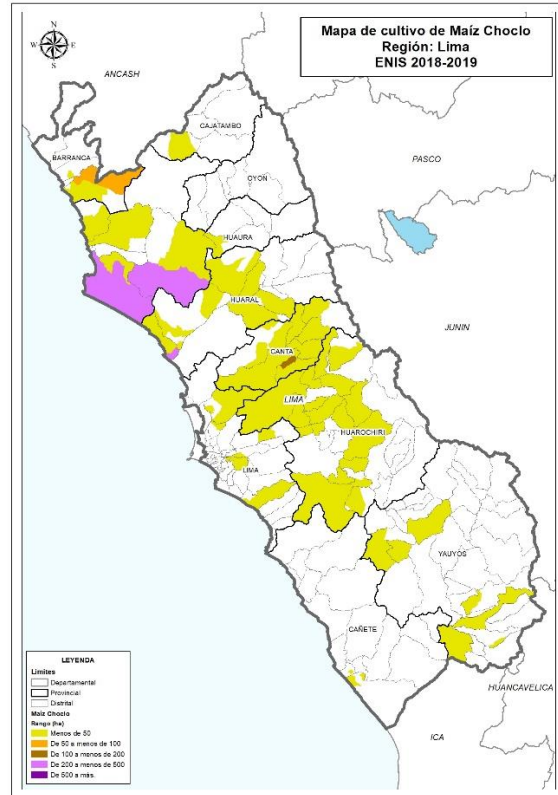 Mapa de cultivo de Maíz Choclo
Región: Lima
ENIS 2018-2019
N
W
E
S
ANCASH
CAJATAMBO
BARRANCA
OYON
PASCO
HUAURA
HUARAL
JUNIN
CANTA
LIMA
HUAROCHIRI
LIMA
YAUYOS
CAÑETE
HUANCAVELICA
ICA
LEYENDA
Límites
Departamental
Provincial
Distrital
Maíz Choclo
Rango (ha)
Menos de 50
De 50 a menos de 100
De 100 a menos de 200
De 200 a menos de 500
De 500 a más.